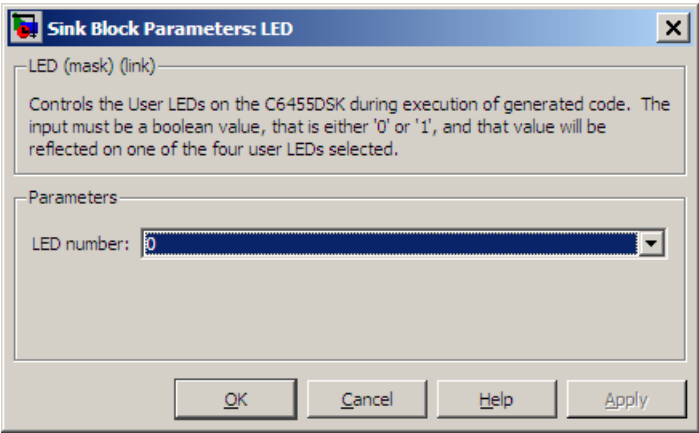 Sink Block Parameters: LED
LED (mask) (link)
Controls the User LEDs on the C6455DSK during execution of generated code.  The
input must be a boolean value, that is either '0' or '1', and that value will be
reflected on one of the four user LEDs selected.
Parameters
LED number: 0
OK Cancel Help Apply